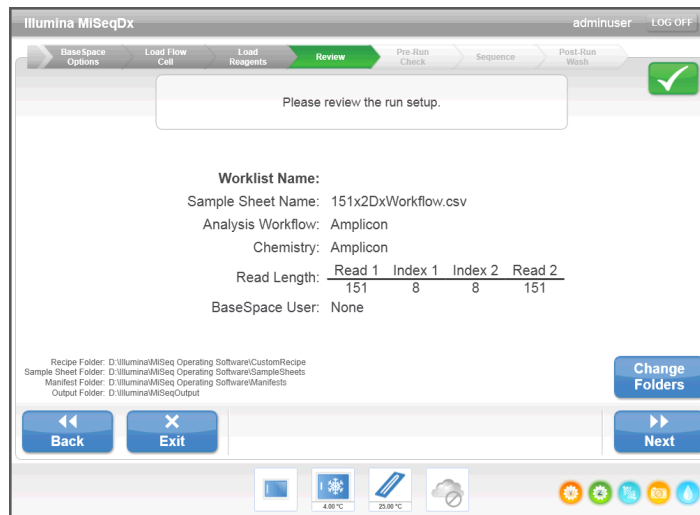 Illumina MiSeqDx
adminuser LOG OFF
BaseSpace Options
Load Flow Cell
Load Reagents
Review
Pre-Run Check
Sequence
Post-Run Wash
Please review the run setup.
Worklist Name:
Sample Sheet Name: 151x2DxWorkflow.csv
Analysis Workflow: Amplicon
Chemistry: Amplicon
Read Length: Read 1 Index 1 Index 2 Read 2
151 8 8 151
BaseSpace User: None
Recipe Folder: D:\Illumina\MiSeq Operating Software\CustomRecipe
Sample Sheet Folder: D:\Illumina\MiSeq Operating Software\SampleSheets
Manifest Folder: D:\Illumina\MiSeq Operating Software\Manifests
Output Folder: D:\Illumina\MiSeqOutput
Change
Folders
Back
Exit
Next
4.00 °C
25.00 °C